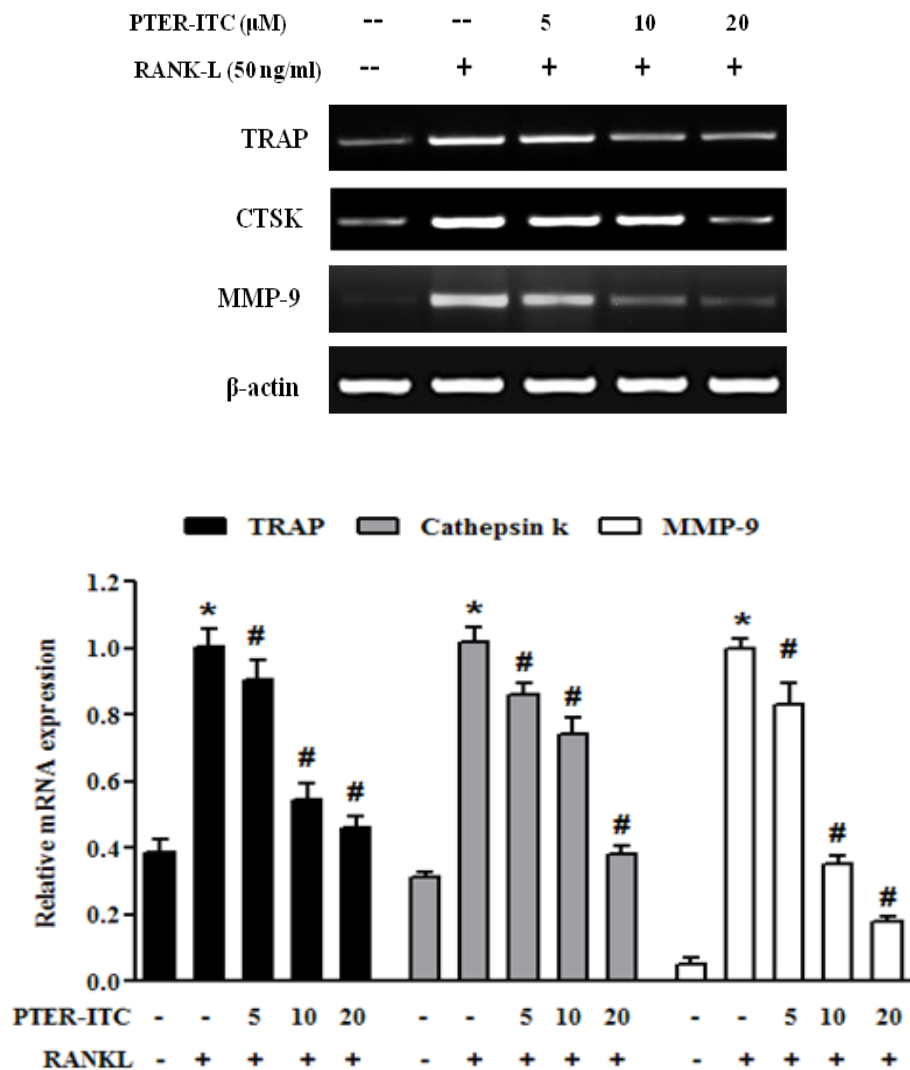 PTER-ITC (μM) -- -- 5 10 20
RANK-L (50 ng/ml) -- + + + +
TRAP
CTSK
MMP-9
β-actin
TRAP Cathepsin k MMP-9
Relative mRNA expression
1.2
1.0
0.8
0.6
0.4
0.2
0.0
* # # # * # # # * # # #
PTER-ITC - - 5 10 20 - - 5 10 20 - - 5 10 20
RANKL - + + + + - + + + + - + + + +